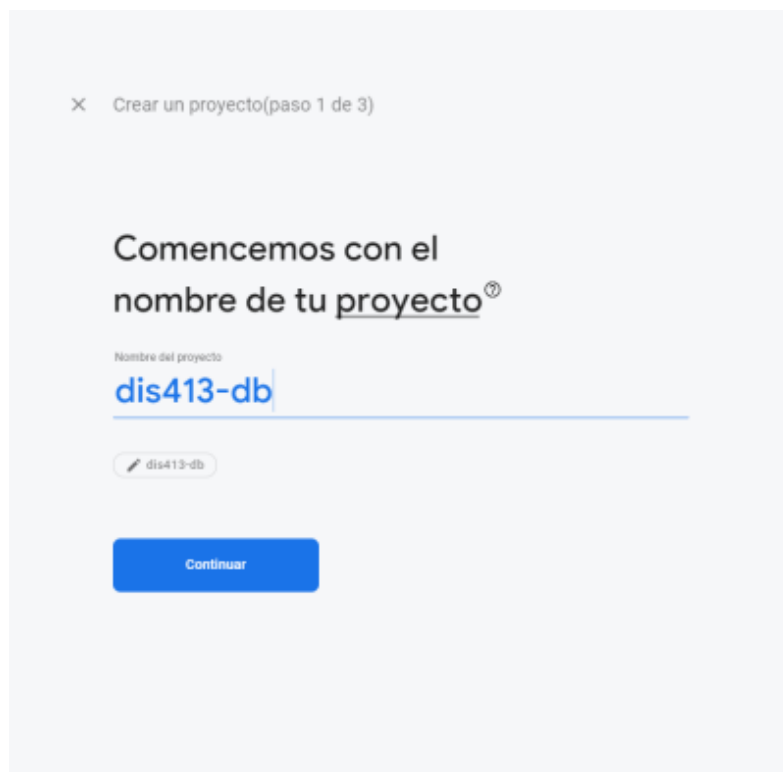 Crear un proyecto(paso 1 de 3)
Comencemos con el
nombre de tu proyecto
Nombre del proyecto
dis413-db
dis413-db
Continuar